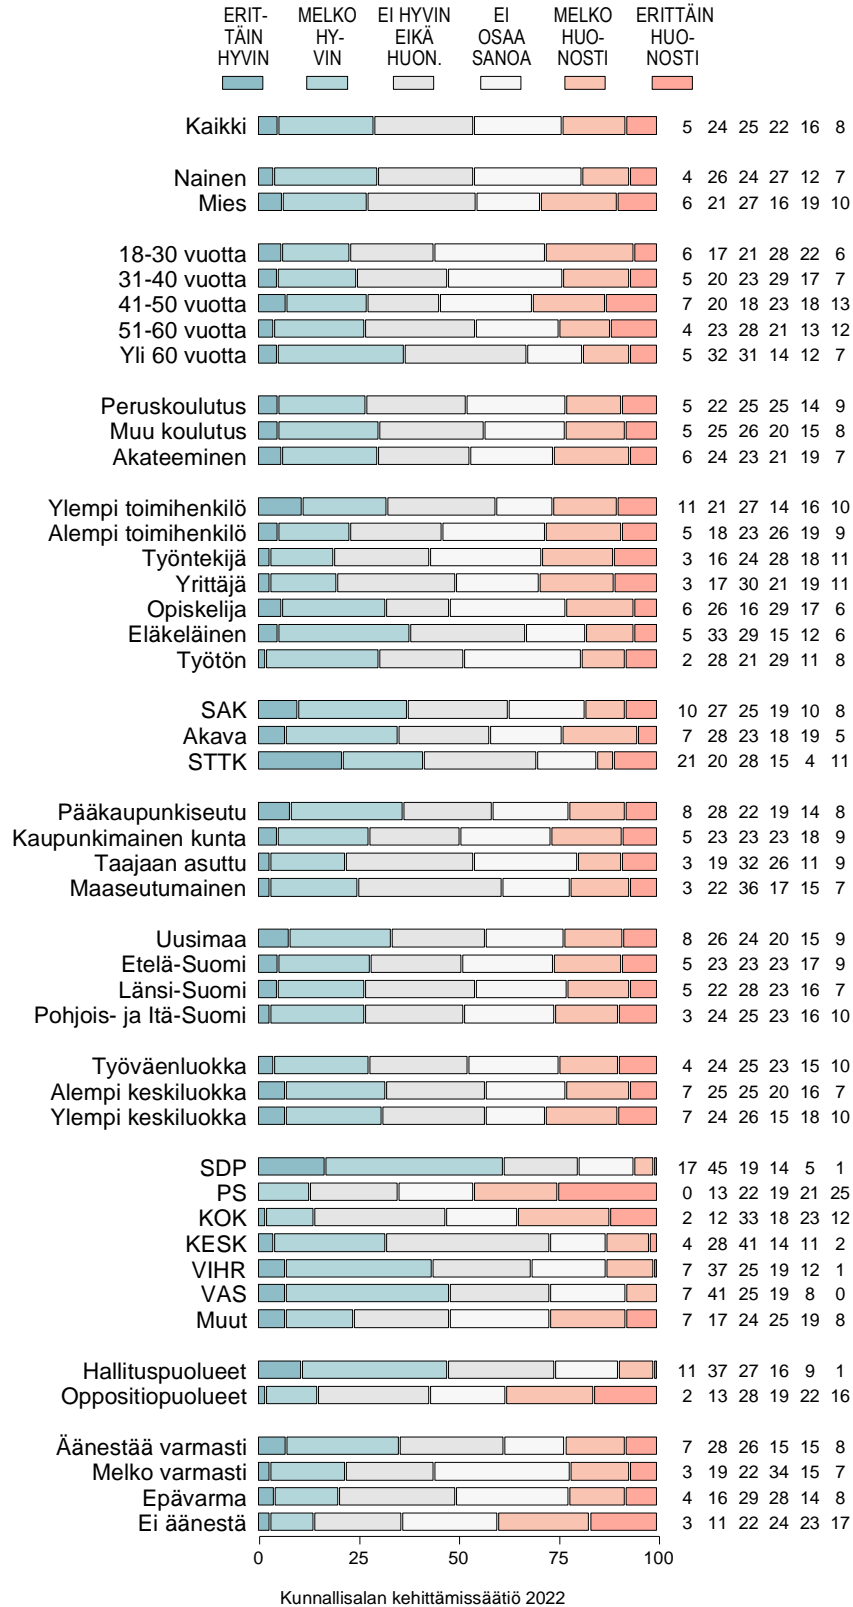 ERIT- MELKO EI HYVIN EI MELKO ERITTÄIN
TÄIN HY- EIKÄ OSAA HUO- HUO-
HYVIN VIN HUON. SANOA NOSTI NOSTI
Kaikki 5 24 25 22 16 8
Nainen 4 26 24 27 12 7
Mies 6 21 27 16 19 10
18-30 vuotta 6 17 21 28 22 6
31-40 vuotta 5 20 23 29 17 7
41-50 vuotta 7 20 18 23 18 13
51-60 vuotta 4 23 28 21 13 12
Yli 60 vuotta 5 32 31 14 12 7
Peruskoulutus 5 22 25 25 14 9
Muu koulutus 5 25 26 20 15 8
Akateeminen 6 24 23 21 19 7
Ylempi toimihenkilö 11 21 27 14 16 10
Alempi toimihenkilö 5 18 23 26 19 9
Työntekijä 3 16 24 28 18 11
Yrittäjä 3 17 30 21 19 11
Opiskelija 6 26 16 29 17 6
Eläkeläinen 5 33 29 15 12 6
Työtön 2 28 21 29 11 8
SAK 10 27 25 19 10 8
Akava 7 28 23 18 19 5
STTK 21 20 28 15 4 11
Pääkaupunkiseutu 8 28 22 19 14 8
Kaupunkimainen kunta 5 23 23 23 18 9
Taajaan asuttu 3 19 32 26 11 9
Maaseutumainen 3 22 36 17 15 7
Uusimaa 8 26 24 20 15 9
Etelä-Suomi 5 23 23 23 17 9
Länsi-Suomi 5 22 28 23 16 7
Pohjois- ja Itä-Suomi 3 24 25 23 16 10
Työväenluokka 4 24 25 23 15 10
Alempi keskiluokka 7 25 25 20 16 7
Ylempi keskiluokka 7 24 26 15 18 10
SDP 17 45 19 14 5 1
PS 0 13 22 19 21 25
KOK 2 12 33 18 23 12
KESK 4 28 41 14 11 2
VIHR 7 37 25 19 12 1
VAS 7 41 25 19 8 0
Muut 7 17 24 25 19 8
Hallituspuolueet 11 37 27 16 9 1
Oppositiopuolueet 2 13 28 19 22 16
Äänestää varmasti 7 28 26 15 15 8
Melko varmasti 3 19 22 34 15 7
Epävarma 4 16 29 28 14 8
Ei äänestä 3 11 22 24 23 17
0 25 50 75 100
Kunnallisalan kehittämissäätiö 2022